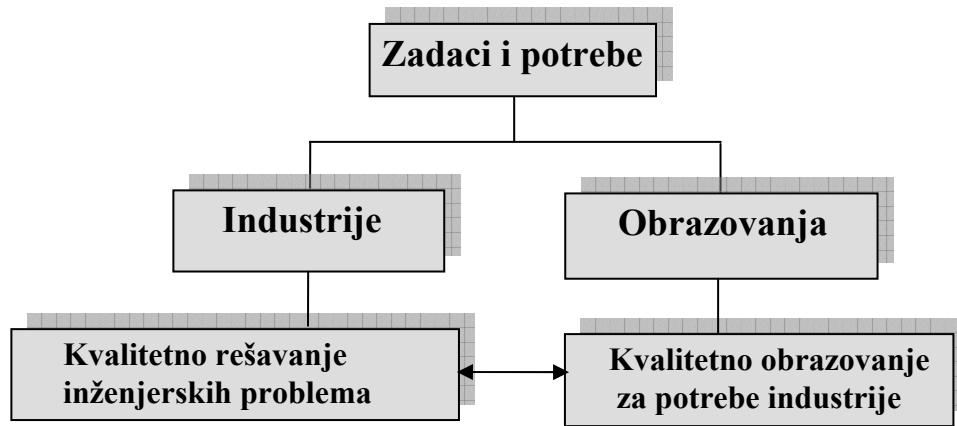 Zadaci i potrebe
Industrije
Obrazovanja
Kvalitetno rešavanje
inženjerskih problema
Kvalitetno obrazovanje
za potrebe industrije